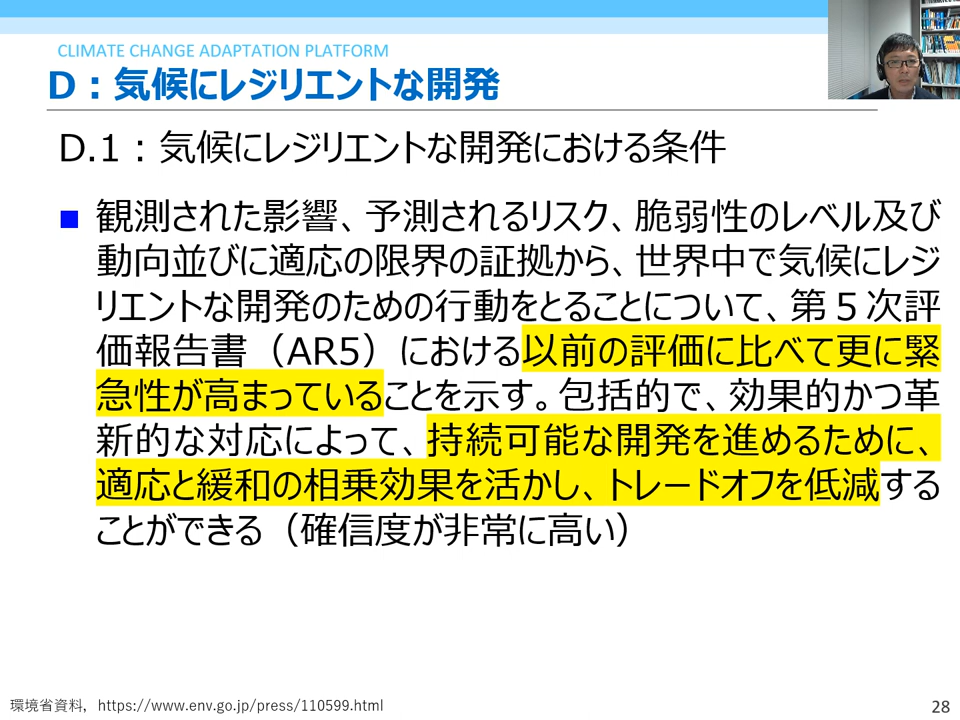 CLIMATE CHANGE ADAPTATION PLATFORM
D：気候にレジリエントな開発
D.1：気候にレジリエントな開発における条件
観測された影響、予測されるリスク、脆弱性のレベル及び
動向並びに適応の限界の証拠から、世界中で気候にレジ
リエントな開発のための行動をとることについて、第５次評
価報告書（AR5）における以前の評価に比べて更に緊
急性が高まっていることを示す。包括的で、効果的かつ革
新的な対応によって、持続可能な開発を進めるために、
適応と緩和の相乗効果を活かし、トレードオフを低減する
ことができる（確信度が非常に高い）
環境省資料，https://www.env.go.jp/press/110599.html
28